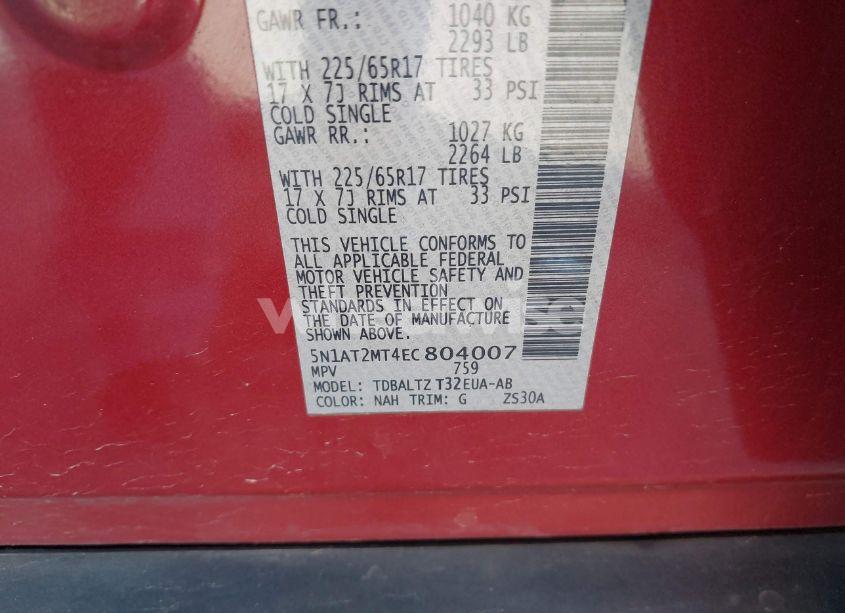 GAWR FR.: 1040 KG
2293 LB
WITH 225/65R17 TIRES
17 X 7J RIMS AT 33 PSI
COLD SINGLE
GAWR RR.: 1027 KG
2264 LB
WITH 225/65R17 TIRES
17 X 7J RIMS AT 33 PSI
COLD SINGLE
THIS VEHICLE CONFORMS TO
ALL APPLICABLE FEDERAL
MOTOR VEHICLE SAFETY AND
THEFT PREVENTION
STANDARDS IN EFFECT ON
THE DATE OF MANUFACTURE
SHOWN ABOVE.
5N1AT2MT4EC804007
MPV 759
MODEL: TDBALTZ T32EUA-AB
COLOR: NAH TRIM: G ZS30A